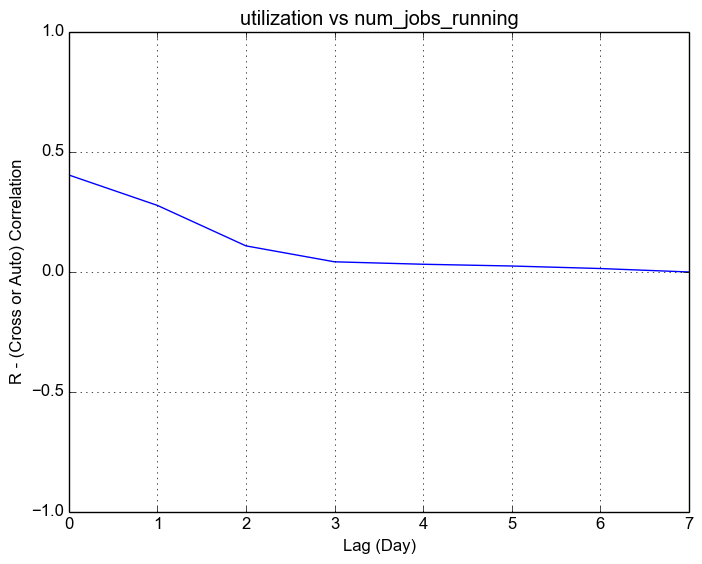 utilization vs num_jobs_running
1.0
0.5
0.0
−0.5
−1.0
R - (Cross or Auto) Correlation
0 1 2 3 4 5 6 7
Lag (Day)